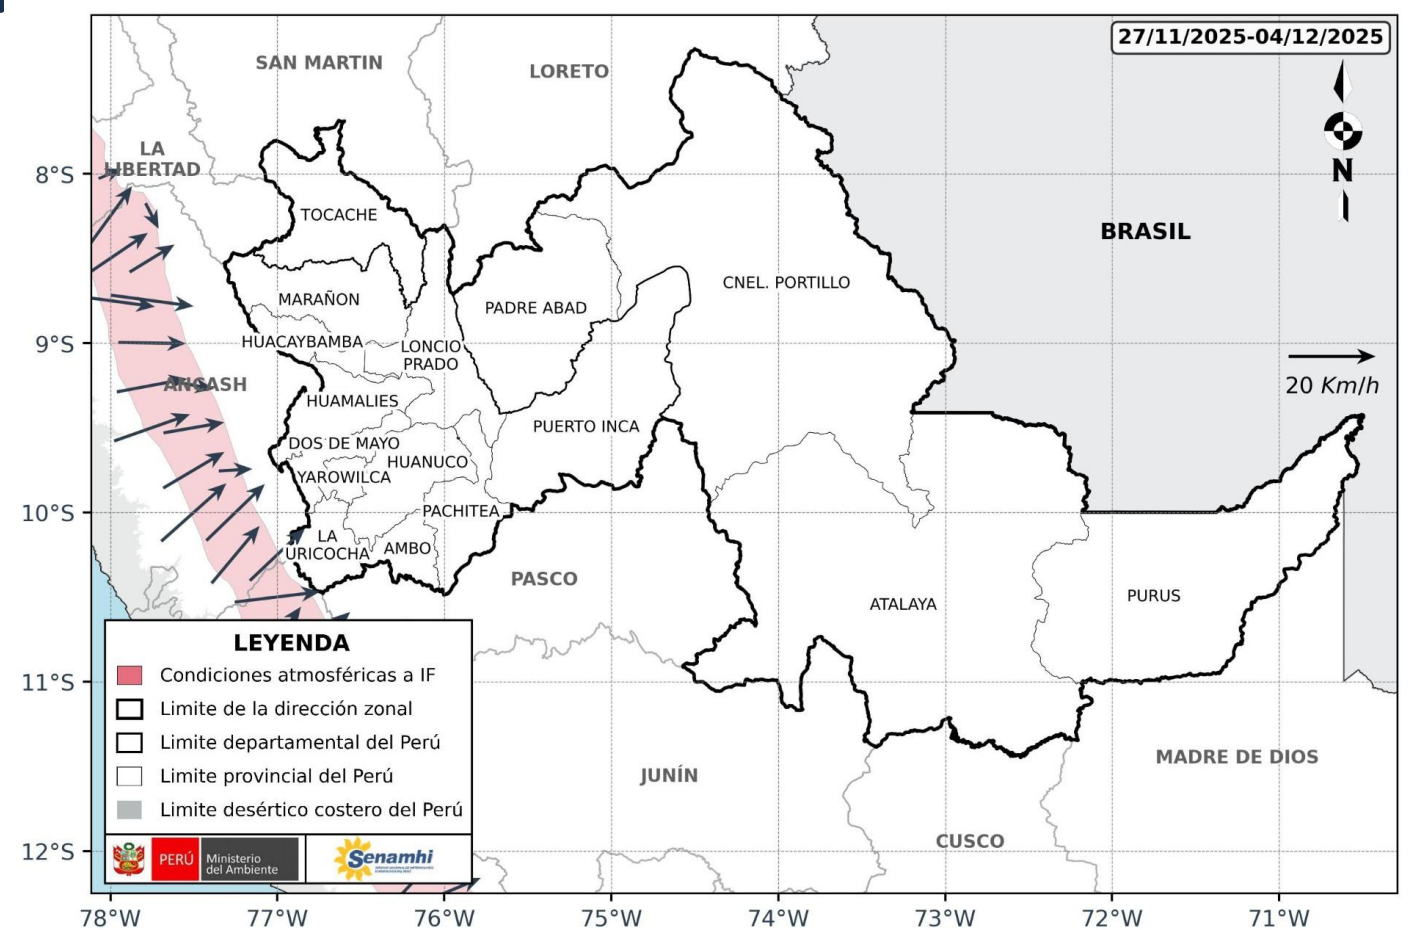 27/11/2025-04/12/2025
SAN MARTIN
LORETO
LA
LIBERTAD
N
8°S
TOCACHE
BRASIL
CNEL. PORTILLO
MARAÑON
PADRE ABAD
HUACAYBAMBA
9°S
LONCIO
PRADO
20 Km/h
ANCASH
HUAMALIES
PUERTO INCA
DOS DE MAYO
HUANUCO
YAROWILCA
10°S
PACHITEA
LA
URICOCHA
AMBO
PASCO
PURUS
ATALAYA
LEYENDA
Condiciones atmosféricas a IF
11°S
Limite de la dirección zonal
Limite departamental del Perú
MADRE DE DIOS
Limite provincial del Perú
JUNÍN
Limite desértico costero del Perú
CUSCO
12°S
PERÚ
Ministerio
del Ambiente
Senamhi
78°W 77°W 76°W 75°W 74°W 73°W 72°W 71°W